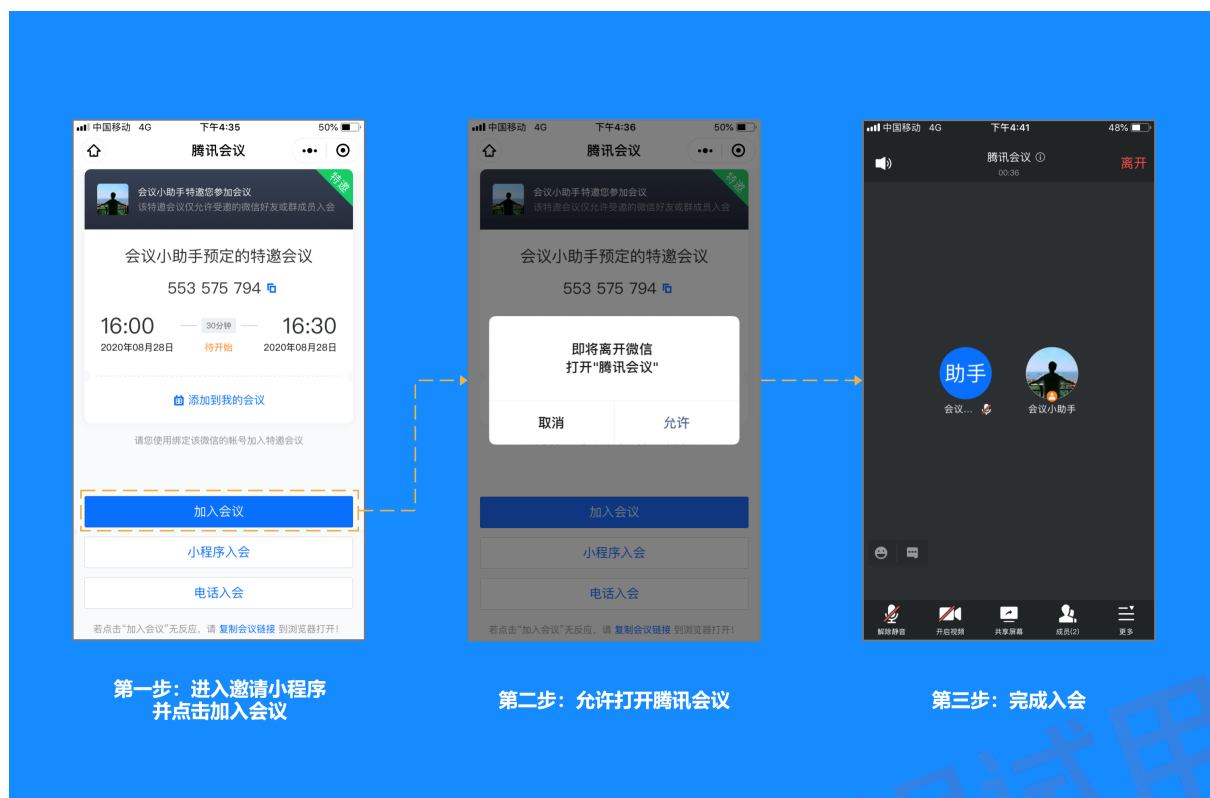 中国移动 4G 下午4:35 50%
腾讯会议
特邀
会议小助手特邀您参加会议
该特邀会议仅允许受邀的微信好友或群成员入会
会议小助手预定的特邀会议
553 575 794
16:00 30分钟 16:30
2020年08月28日 待开始 2020年08月28日
添加到我的会议
请您使用绑定该微信的帐号加入特邀会议
加入会议
小程序入会
电话入会
若点击“加入会议”无反应，请 复制会议链接 到浏览器打开！
第一步：进入邀请小程序
并点击加入会议
中国移动 4G 下午4:36 50%
腾讯会议
特邀
会议小助手特邀您参加会议
该特邀会议仅允许受邀的微信好友或群成员入会
会议小助手预定的特邀会议
553 575 794
即将离开微信
打开"腾讯会议"
取消 允许
加入会议
小程序入会
电话入会
若点击“加入会议”无反应，请 复制会议链接 到浏览器打开！
第二步：允许打开腾讯会议
中国移动 4G 下午4:41 48%
腾讯会议
00:36
离开
助手
会议... 会议小助手
解除静音 开启视频 共享屏幕 成员(2) 更多
第三步：完成入会
试用